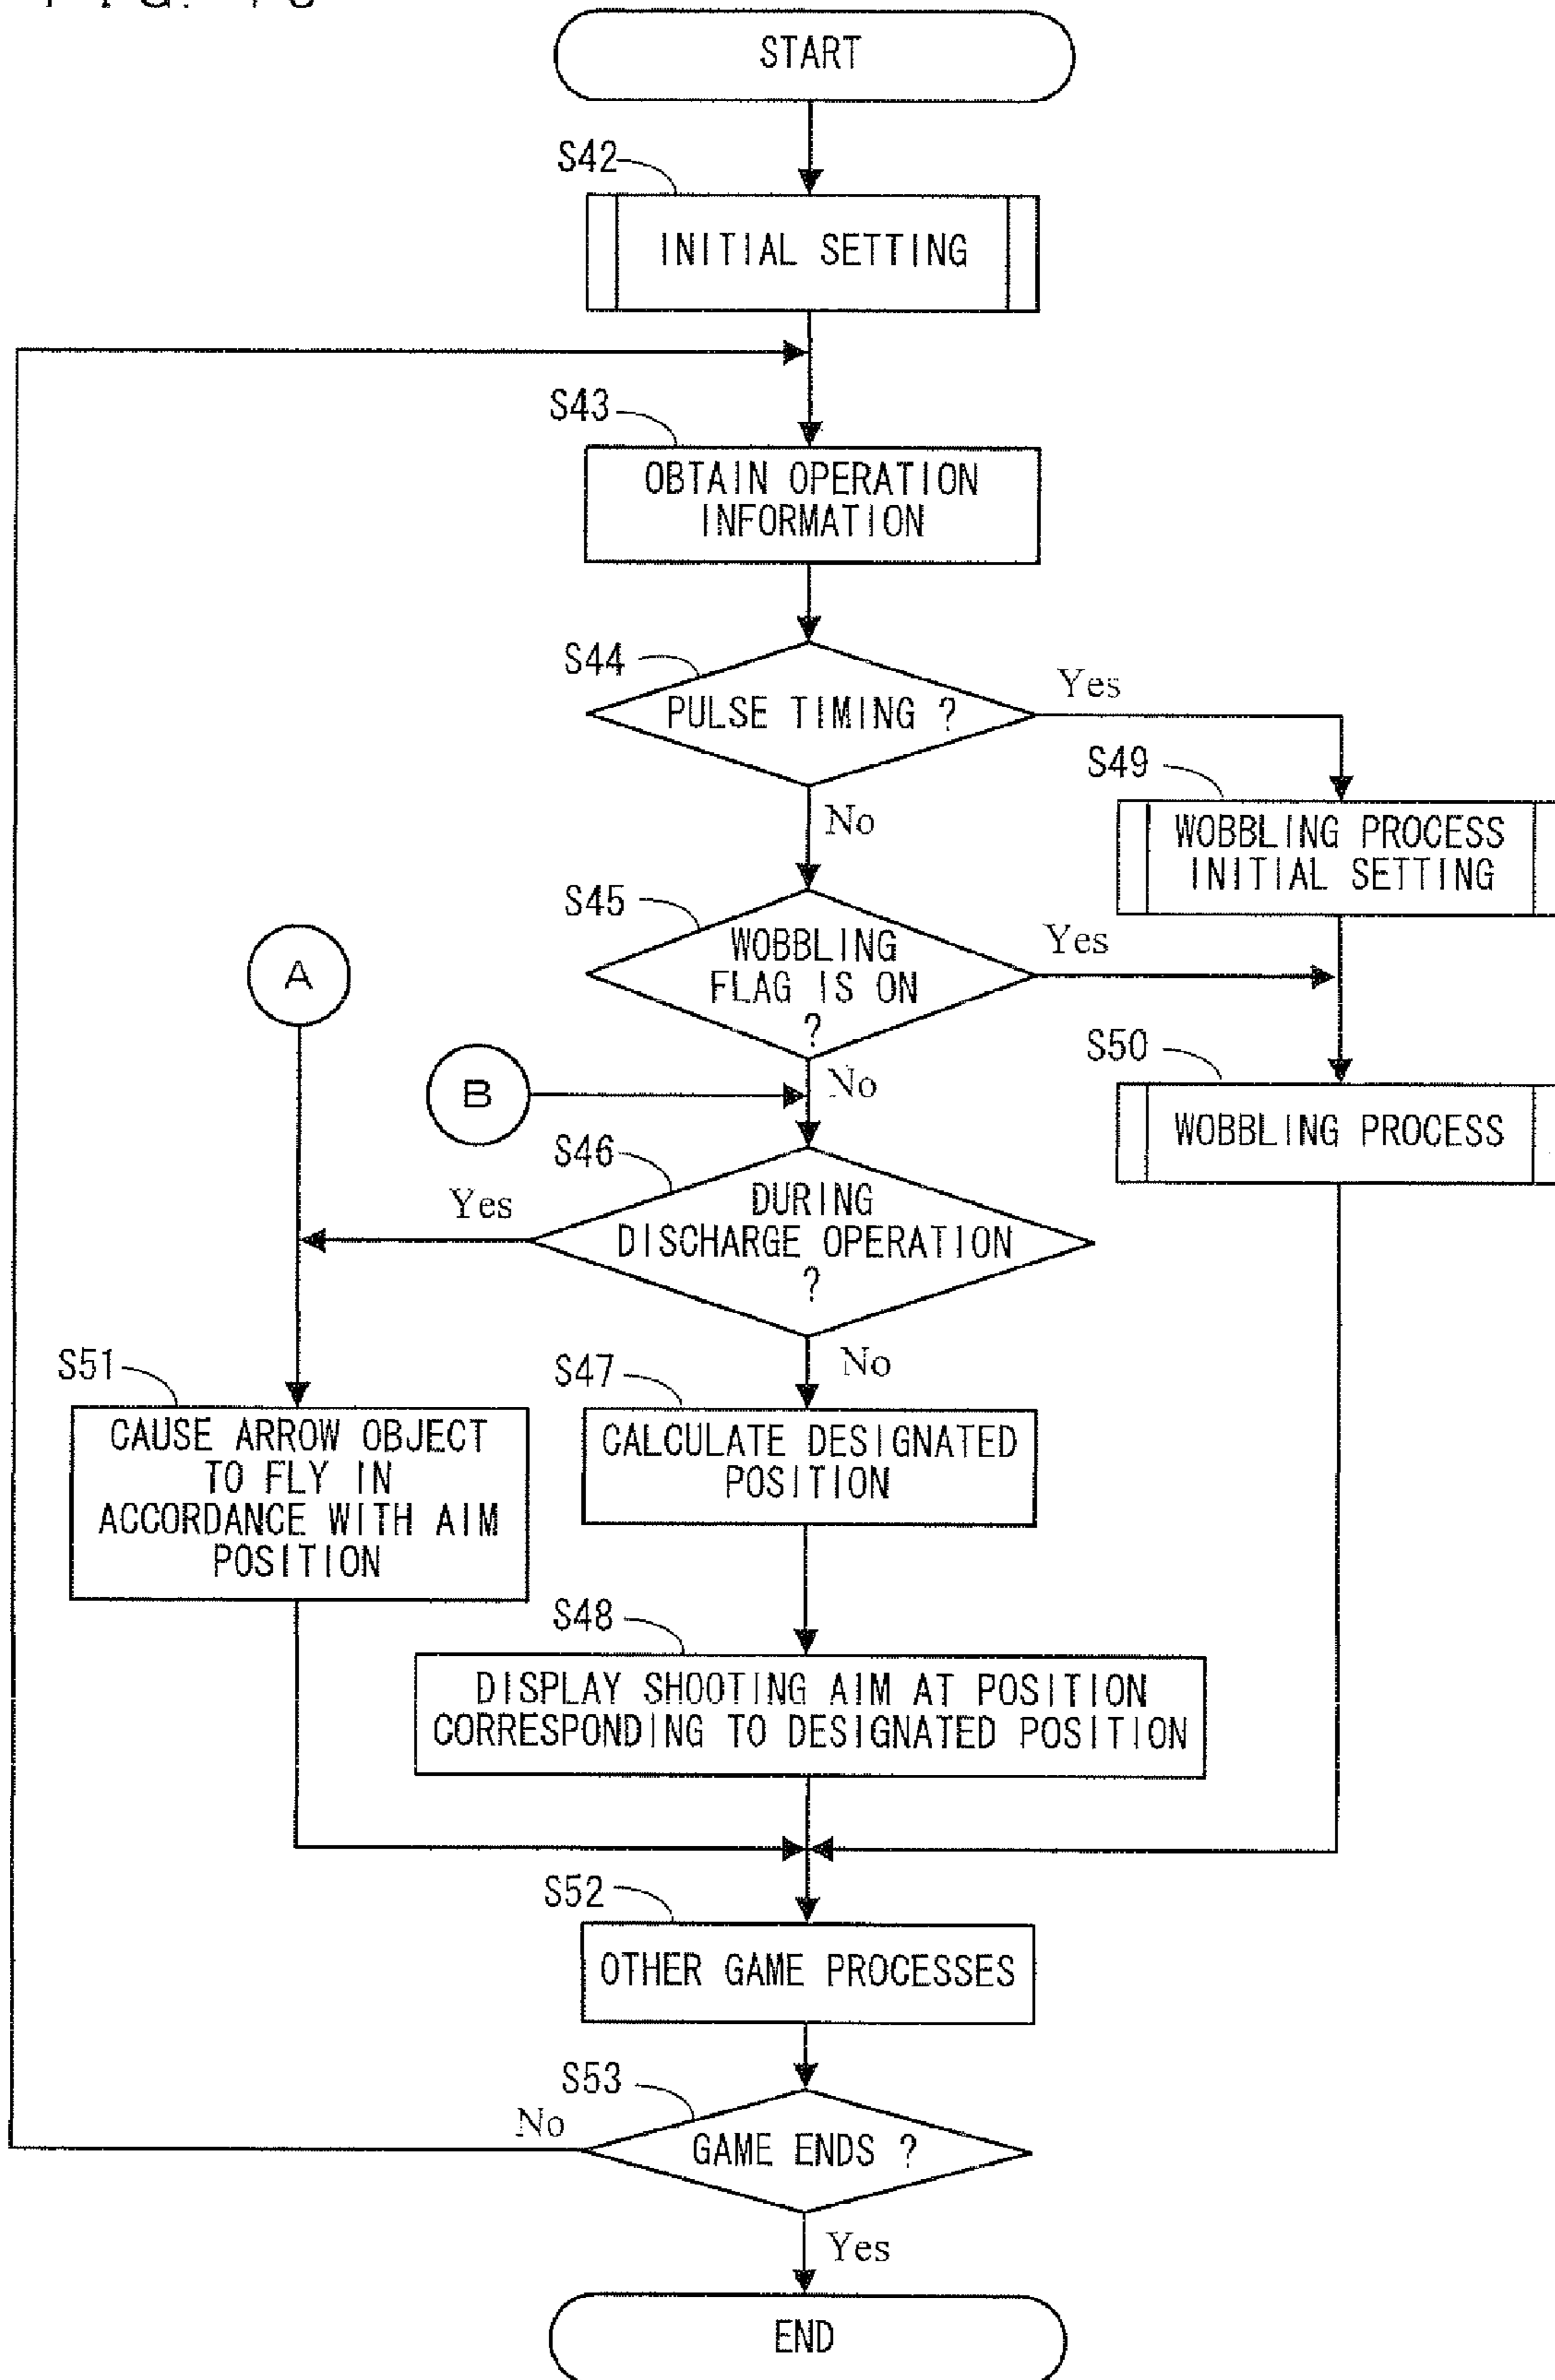 START
S42
INITIAL SETTING
S43
OBTAIN OPERATION
INFORMATION
S44
PULSE TIMING ?
Yes
No
S49
WOBBLING PROCESS
INITIAL SETTING
S45
WOBBLING
FLAG IS ON
?
Yes
No
A
B
S50
WOBBLING PROCESS
S46
DURING
DISCHARGE OPERATION
?
Yes
No
S51
CAUSE ARROW OBJECT
TO FLY IN
ACCORDANCE WITH AIM
POSITION
S47
CALCULATE DESIGNATED
POSITION
S48
DISPLAY SHOOTING AIM AT POSITION
CORRESPONDING TO DESIGNATED POSITION
S52
OTHER GAME PROCESSES
S53
GAME ENDS ?
No
Yes
END